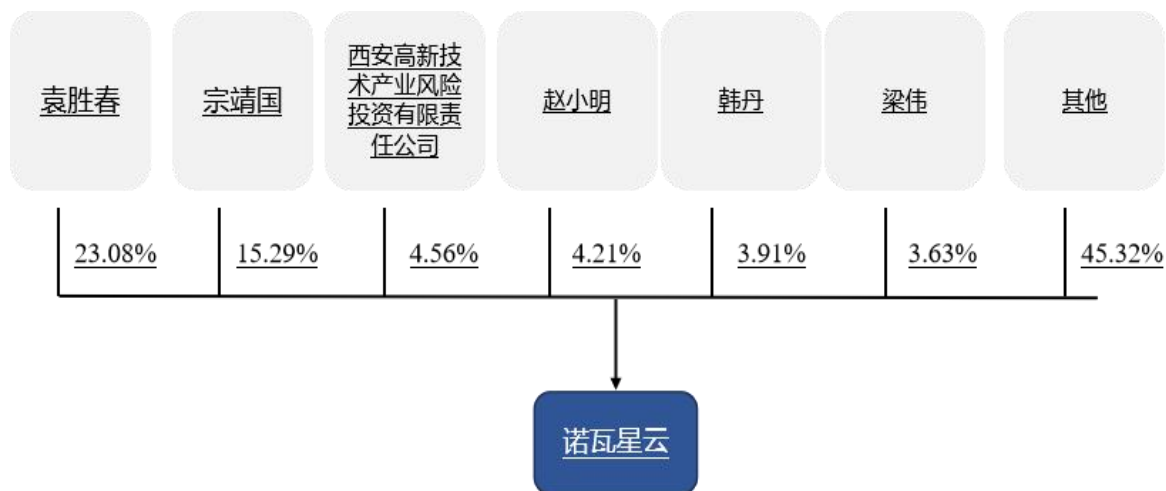 袁胜春
宗靖国
西安高新技
术产业风险
投资有限责
任公司
赵小明
韩丹
梁伟
其他
23.08%
15.29%
4.56%
4.21%
3.91%
3.63%
45.32%
诺瓦星云